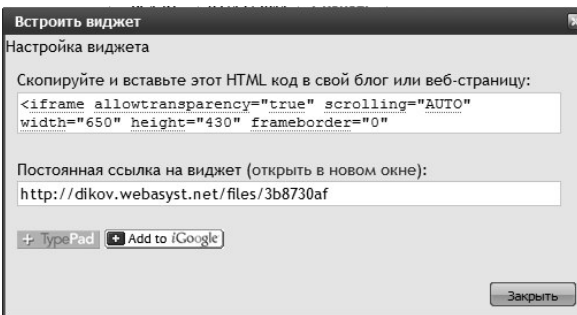 Встроить виджет
Настройка виджета
Скопируйте и вставьте этот HTML код в свой блог или веб-страницу:
<iframe allowtransparency="true" scrolling="AUTO"
width="650" height="430" frameborder="0"
Постоянная ссылка на виджет (открыть в новом окне):
http://dikov.webasyst.net/files/3b8730af
+ TypePad + Add to iGoogle
Закрыть